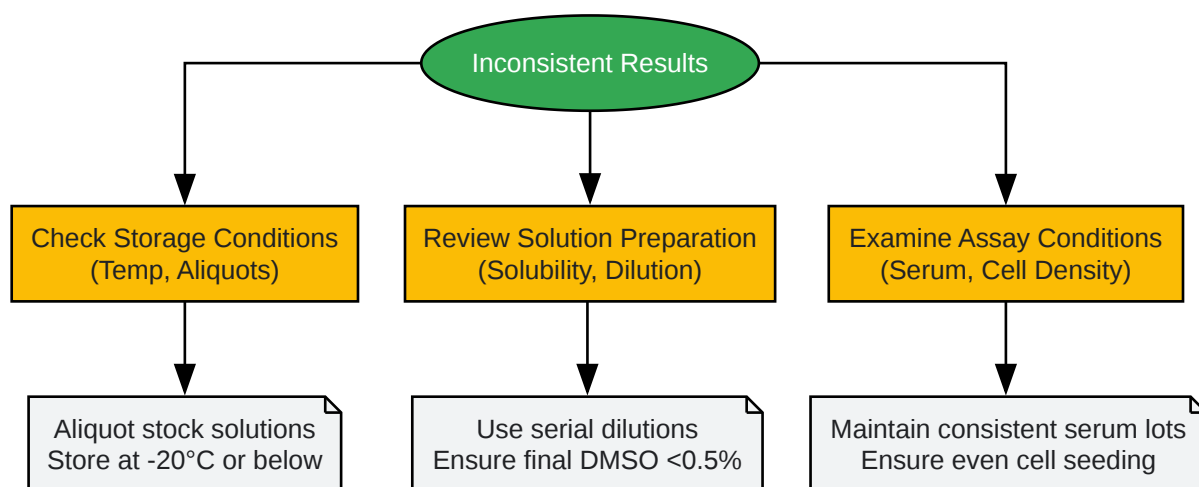 Inconsistent Results
Check Storage Conditions
(Temp, Aliquots)
Review Solution Preparation
(Solubility, Dilution)
Examine Assay Conditions
(Serum, Cell Density)
Aliquot stock solutions
Store at -20°C or below
Use serial dilutions
Ensure final DMSO <0.5%
Maintain consistent serum lots
Ensure even cell seeding